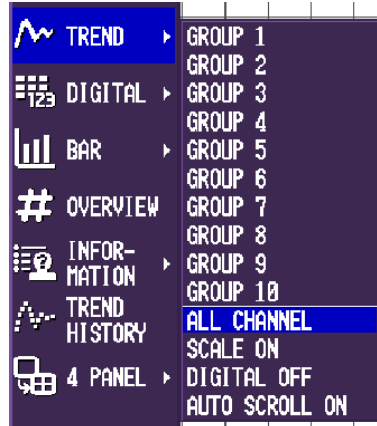 TREND
DIGITAL
BAR
OVERVIEW
INFOR-
MATION
TREND
HISTORY
4 PANEL
GROUP 1
GROUP 2
GROUP 3
GROUP 4
GROUP 5
GROUP 6
GROUP 7
GROUP 8
GROUP 9
GROUP 10
ALL CHANNEL
SCALE ON
DIGITAL OFF
AUTO SCROLL ON